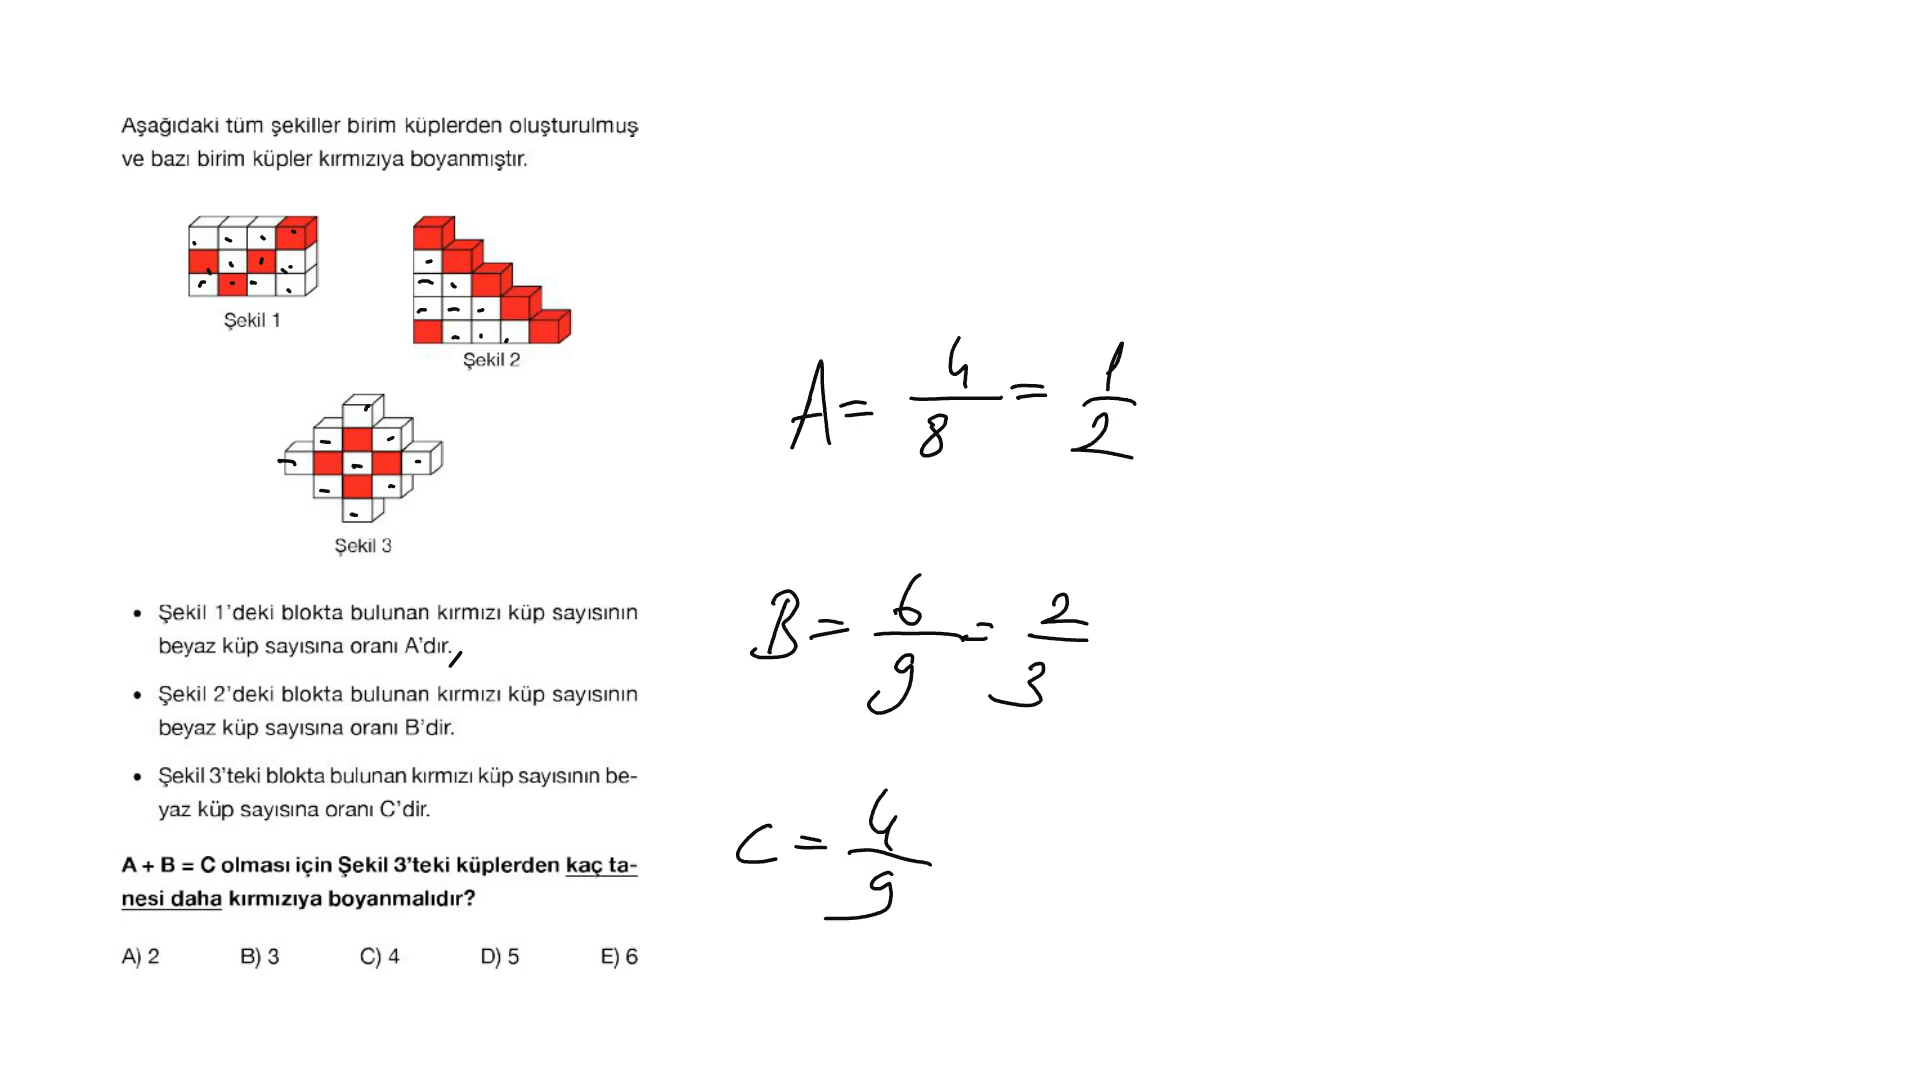 Aşağıdaki tüm şekiller birim küplerden oluşturulmuş
ve bazı birim küpler kırmızıya boyanmıştır.
Şekil 1
Şekil 2
Şekil 3
• Şekil 1'deki blokta bulunan kırmızı küp sayısının
beyaz küp sayısına oranı A'dır.
• Şekil 2'deki blokta bulunan kırmızı küp sayısının
beyaz küp sayısına oranı B'dir.
• Şekil 3'teki blokta bulunan kırmızı küp sayısının be-
yaz küp sayısına oranı C'dir.
A + B = C olması için Şekil 3'teki küplerden kaç ta-
nesi daha kırmızıya boyanmalıdır?
A) 2 B) 3 C) 4 D) 5 E) 6
A = 4/8 = 1/2
B = 6/9 = 2/3
C = 4/9